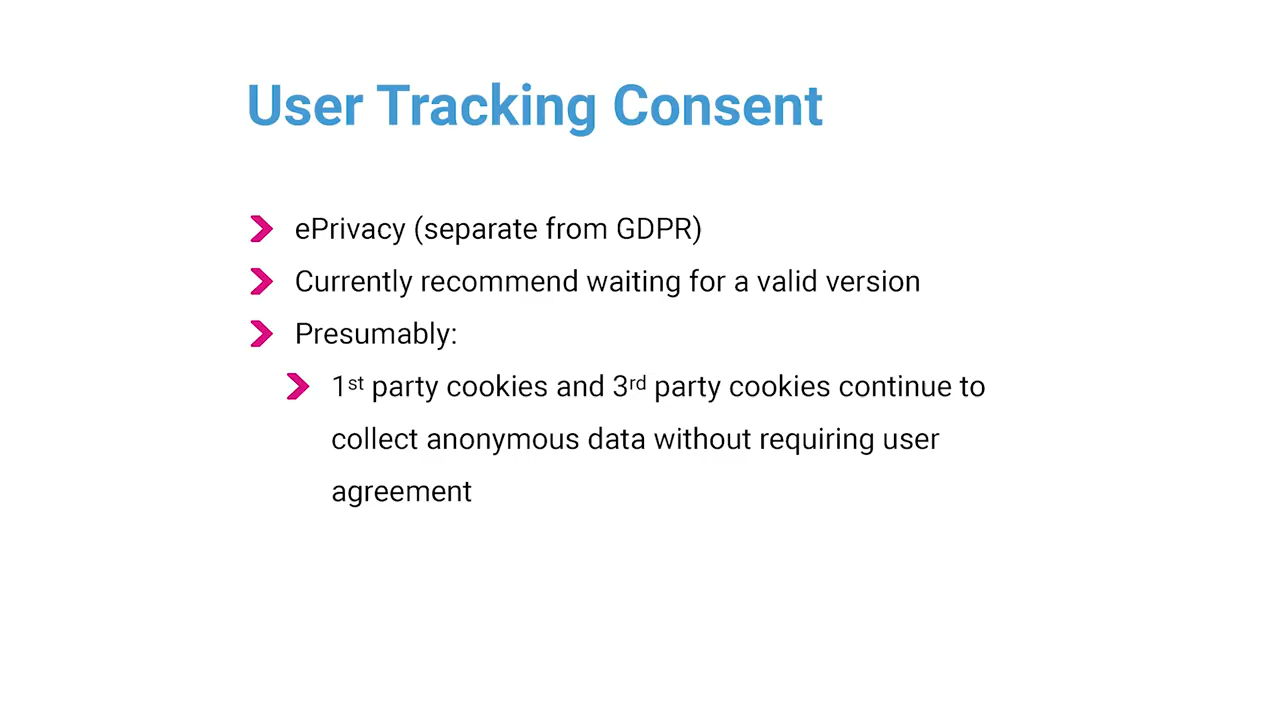 User Tracking Consent
ePrivacy (separate from GDPR)
Currently recommend waiting for a valid version
Presumably:
1st party cookies and 3rd party cookies continue to
collect anonymous data without requiring user
agreement